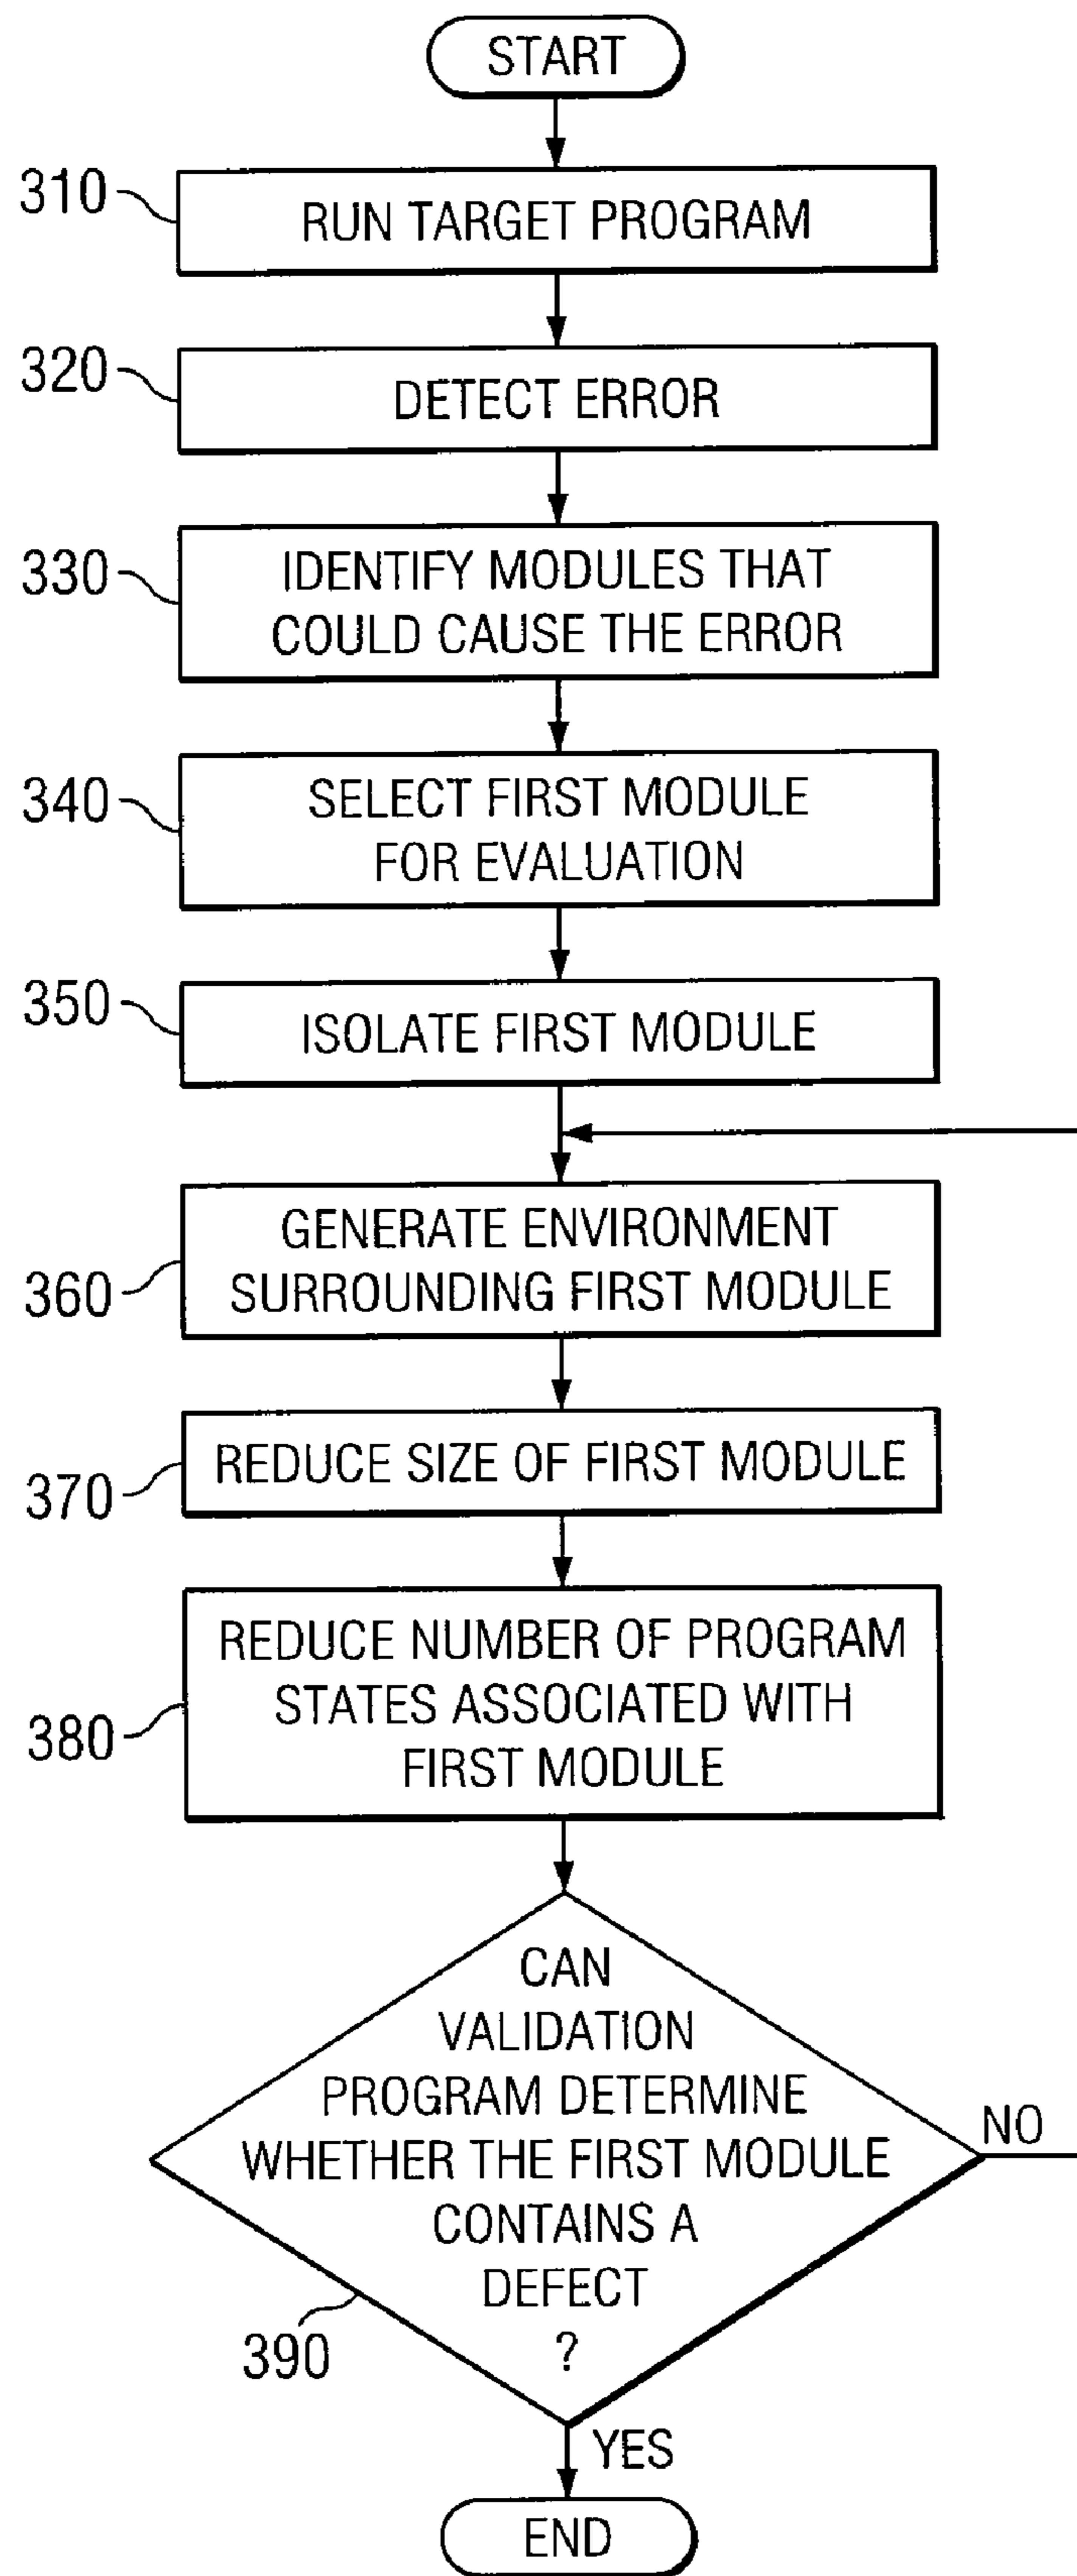 START
310
RUN TARGET PROGRAM
320
DETECT ERROR
330
IDENTIFY MODULES THAT
COULD CAUSE THE ERROR
340
SELECT FIRST MODULE
FOR EVALUATION
350
ISOLATE FIRST MODULE
360
GENERATE ENVIRONMENT
SURROUNDING FIRST MODULE
370
REDUCE SIZE OF FIRST MODULE
380
REDUCE NUMBER OF PROGRAM
STATES ASSOCIATED WITH
FIRST MODULE
CAN
VALIDATION
PROGRAM DETERMINE
WHETHER THE FIRST MODULE
CONTAINS A
DEFECT
?
NO
390
YES
END